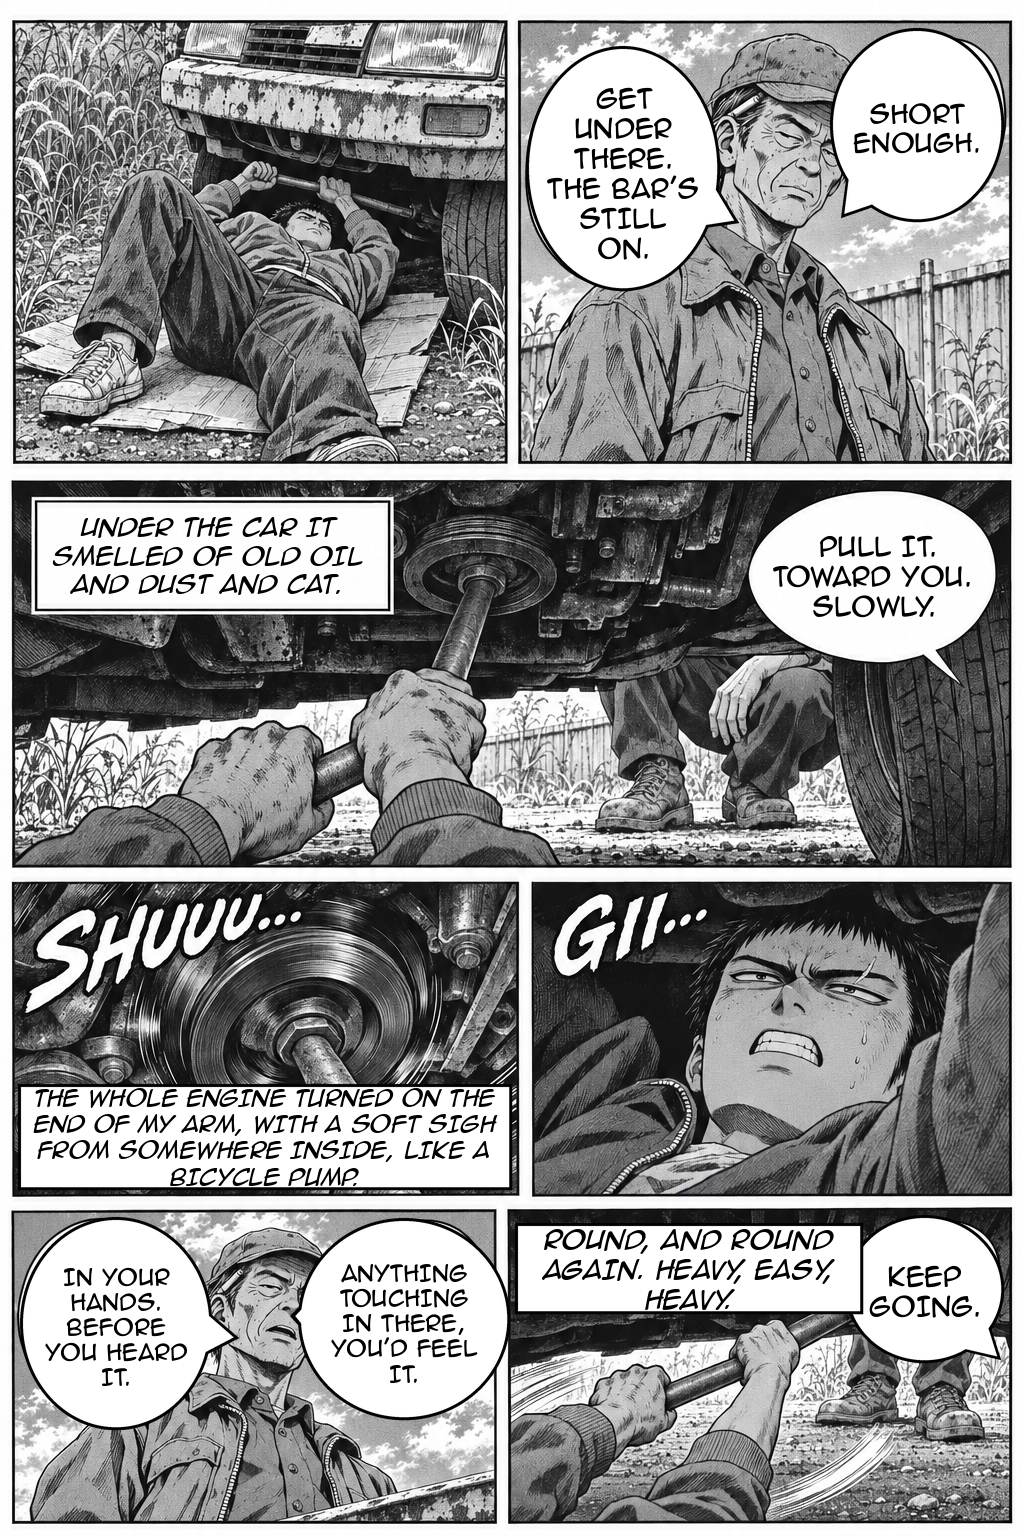 GET
UNDER
THERE.
THE BAR'S
STILL
ON.
SHORT
ENOUGH.
UNDER THE CAR IT
SMELLED OF OLD OIL
AND DUST AND CAT.
PULL IT.
TOWARD YOU.
SLOWLY.
SHUUU...
THE WHOLE ENGINE TURNED ON THE
END OF MY ARM, WITH A SOFT SIGH
FROM SOMEWHERE INSIDE, LIKE A
BICYCLE PUMP.
GII...
IN YOUR
HANDS.
BEFORE
YOU HEARD
IT.
ANYTHING
TOUCHING
IN THERE,
YOU'D FEEL
IT.
ROUND, AND ROUND
AGAIN. HEAVY, EASY,
HEAVY.
KEEP
GOING.